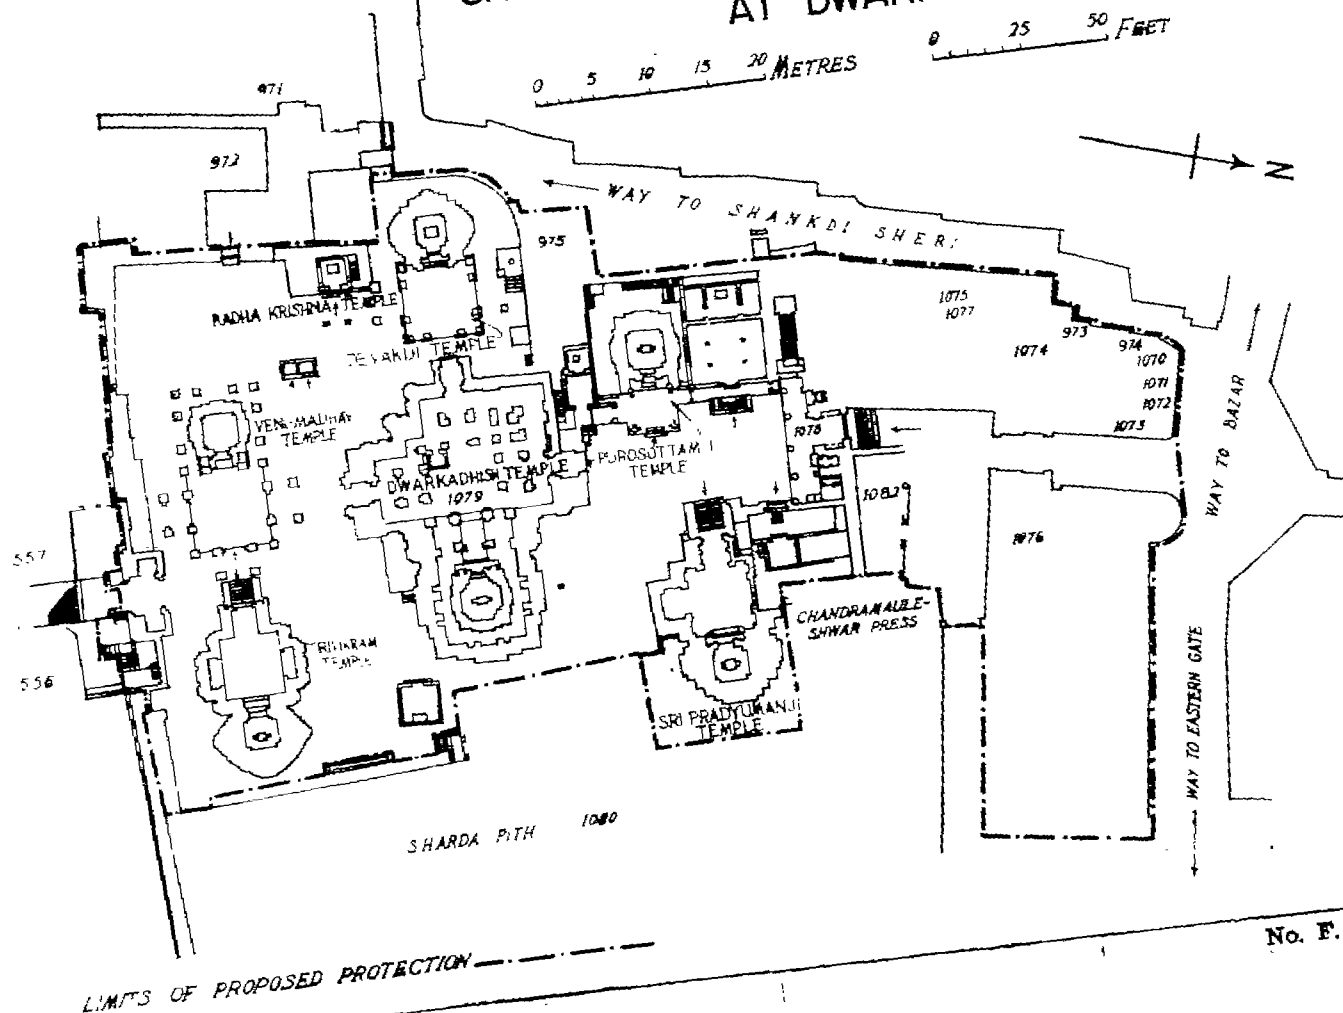 AT
0 5 10 15 20 METRES
0 25 50 FEET
971
972
N
WAY TO SHANKDI SHERI
975
RADHA KRISHNA TEMPLE
TEMPLE
1075
1077
973
974
1074
1070
1071
1072
1073
VENI-MADHAV
TEMPLE
DWARKADHISH TEMPLE
1079
PUROSOTTAMJI
TEMPLE
1078
1082
WAY TO BAZAR
1076
557
556
TEMPLE
CHANDRAMAULE-
SHWAR PRESS
SRI PRADYUMANJI
TEMPLE
WAY TO EASTERN GATE
SHARDA PITH 1080
LIMITS OF PROPOSED PROTECTION
No. F.